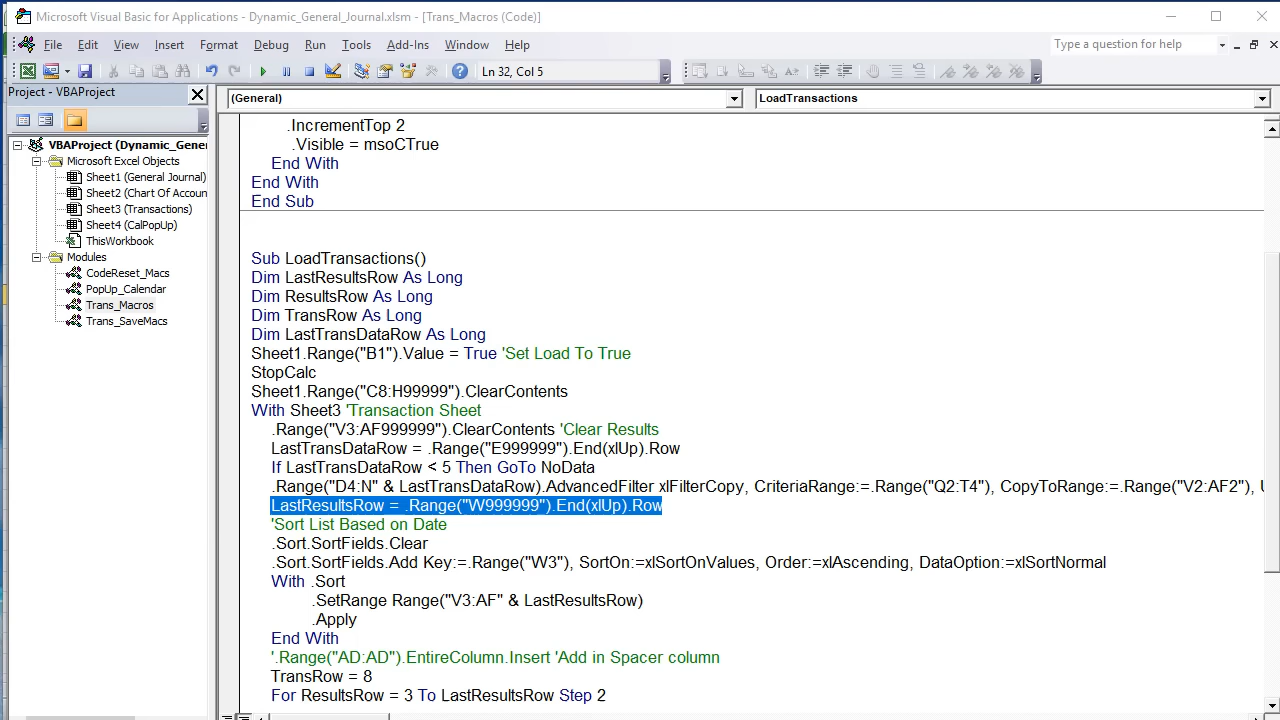 Microsoft Visual Basic for Applications - Dynamic_General_Journal.xlsm - [Trans_Macros (Code)]
File Edit View Insert Format Debug Run Tools Add-Ins Window Help
Type a question for help
Ln 32, Col 5
Project - VBAProject
(General)
LoadTransactions
VBAProject (Dynamic_Gener
Microsoft Excel Objects
Sheet1 (General Journal)
Sheet2 (Chart Of Accoun
Sheet3 (Transactions)
Sheet4 (CalPopUp)
ThisWorkbook
Modules
CodeReset_Macs
PopUp_Calendar
Trans_Macros
Trans_SaveMacs
.IncrementTop 2
.Visible = msoCTrue
End With
End With
End Sub
Sub LoadTransactions()
Dim LastResultsRow As Long
Dim ResultsRow As Long
Dim TransRow As Long
Dim LastTransDataRow As Long
Sheet1.Range("B1").Value = True 'Set Load To True
StopCalc
Sheet1.Range("C8:H99999").ClearContents
With Sheet3 'Transaction Sheet
.Range("V3:AF999999").ClearContents 'Clear Results
LastTransDataRow = .Range("E999999").End(xlUp).Row
If LastTransDataRow < 5 Then GoTo NoData
.Range("D4:N" & LastTransDataRow).AdvancedFilter xlFilterCopy, CriteriaRange:=.Range("Q2:T4"), CopyToRange:=.Range("V2:AF2"), U
LastResultsRow = .Range("W999999").End(xlUp).Row
'Sort List Based on Date
.Sort.SortFields.Clear
.Sort.SortFields.Add Key:=.Range("W3"), SortOn:=xlSortOnValues, Order:=xlAscending, DataOption:=xlSortNormal
With .Sort
.SetRange Range("V3:AF" & LastResultsRow)
.Apply
End With
'.Range("AD:AD").EntireColumn.Insert 'Add in Spacer column
TransRow = 8
For ResultsRow = 3 To LastResultsRow Step 2